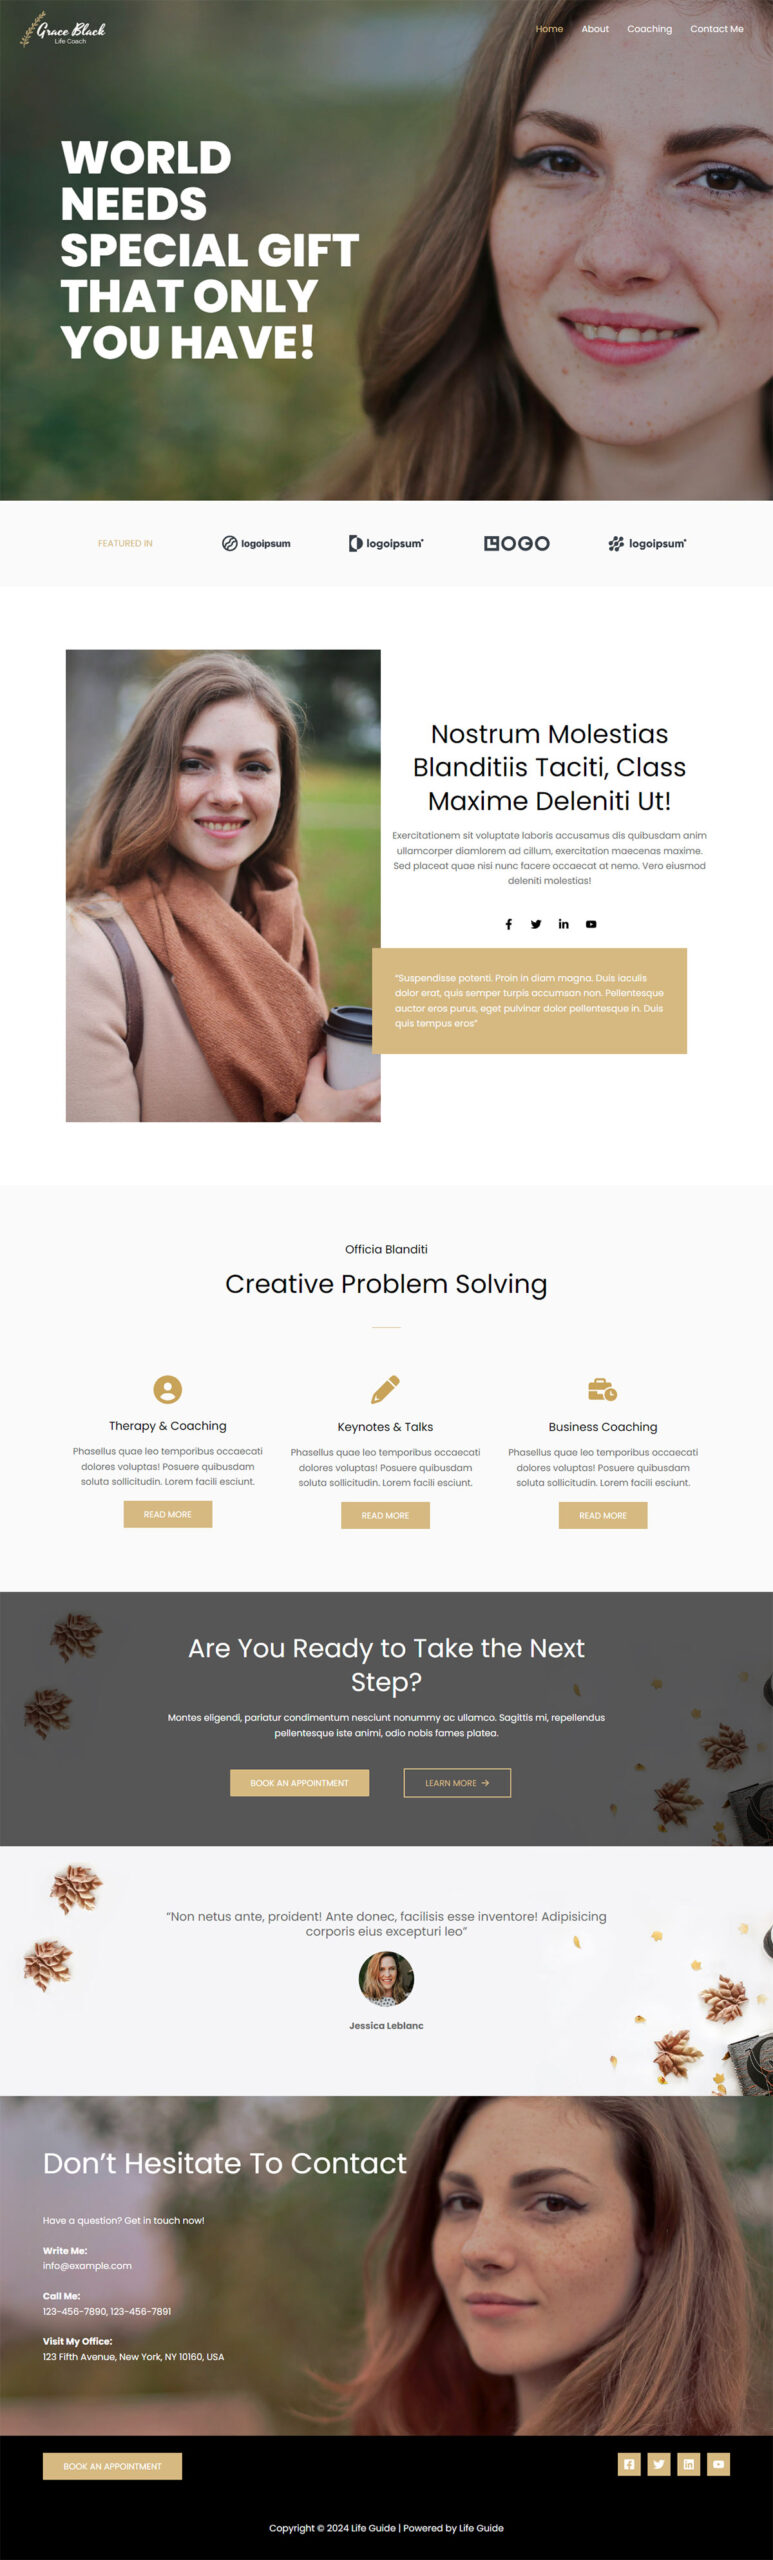 Grace Black
Life Coach
Home About Coaching Contact Me
WORLD
NEEDS
SPECIAL GIFT
THAT ONLY
YOU HAVE!
FEATURED IN logoipsum logoipsum LOGO logoipsum
Nostrum Molestias
Blanditiis Taciti, Class
Maxime Deleniti Ut!
Exercitationem sit voluptate laboris accusamus dis quibusdam anim
ullamcorper diamlorem ad cillum, exercitation maecenas maxime.
Sed placeat quae nisi nunc facere occaecat at nemo. Vero eiusmod
deleniti molestias!
“Suspendisse potenti. Proin in diam magna. Duis iaculis
dolor erat, quis semper turpis accumsan non. Pellentesque
auctor eros purus, eget pulvinar dolor pellentesque in. Duis
quis tempus eros”
Officia Blanditi
Creative Problem Solving
Therapy & Coaching
Phasellus quae leo temporibus occaecati
dolores voluptas! Posuere quibusdam
soluta sollicitudin. Lorem facili esciunt.
READ MORE
Keynotes & Talks
Phasellus quae leo temporibus occaecati
dolores voluptas! Posuere quibusdam
soluta sollicitudin. Lorem facili esciunt.
READ MORE
Business Coaching
Phasellus quae leo temporibus occaecati
dolores voluptas! Posuere quibusdam
soluta sollicitudin. Lorem facili esciunt.
READ MORE
Are You Ready to Take the Next
Step?
Montes eligendi, pariatur condimentum nesciunt nonummy ac ullamco. Sagittis mi, repellendus
pellentesque iste animi, odio nobis fames platea.
BOOK AN APPOINTMENT LEARN MORE →
“Non netus ante, proident! Ante donec, facilisis esse inventore! Adipisicing
corporis eius excepturi leo”
Jessica Leblanc
Don’t Hesitate To Contact
Have a question? Get in touch now!
Write Me:
info@example.com
Call Me:
123-456-7890, 123-456-7891
Visit My Office:
123 Fifth Avenue, New York, NY 10160, USA
BOOK AN APPOINTMENT
Copyright © 2024 Life Guide | Powered by Life Guide